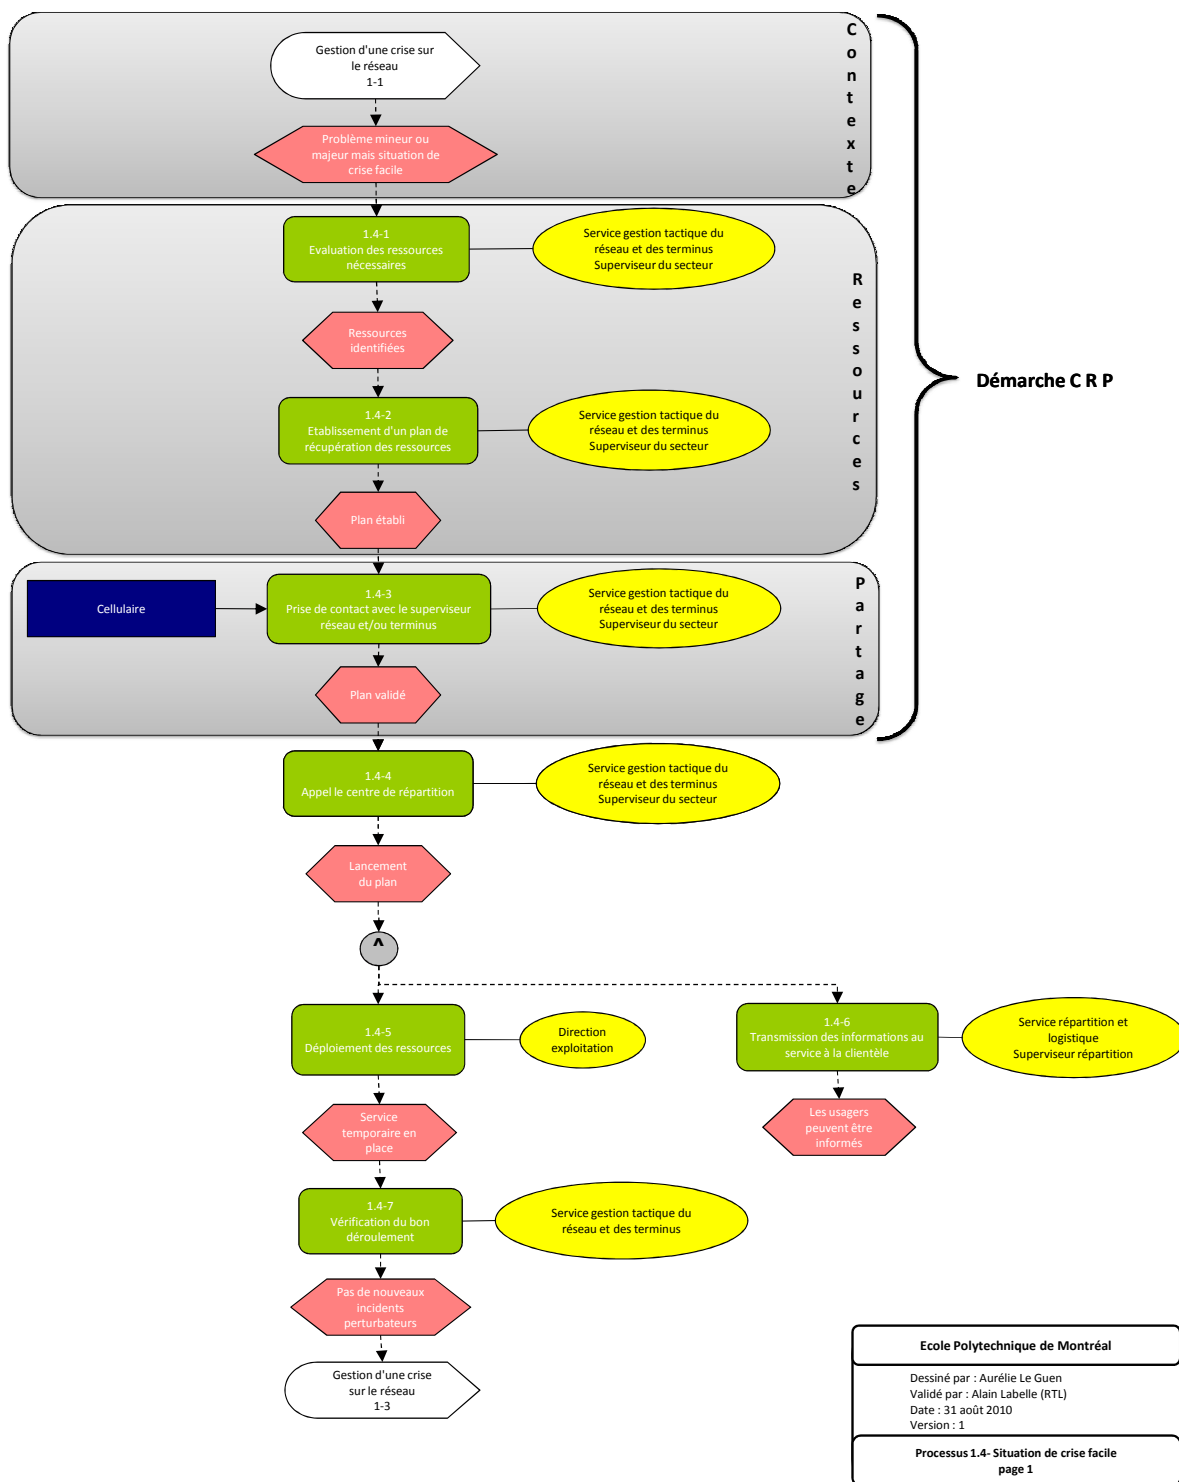 Gestion d'une crise sur
le réseau
1-1
Contexte
Problème mineur ou
majeur mais situation de
crise facile
1.4-1
Evaluation des ressources
nécessaires
Service gestion tactique du
réseau et des terminus
Superviseur du secteur
Ressources
Ressources
identifiées
Démarche C R P
1.4-2
Etablissement d'un plan de
récupération des ressources
Service gestion tactique du
réseau et des terminus
Superviseur du secteur
Plan établi
Partage
Cellulaire
1.4-3
Prise de contact avec le superviseur
réseau et/ou terminus
Service gestion tactique du
réseau et des terminus
Superviseur du secteur
Plan validé
1.4-4
Appel le centre de répartition
Service gestion tactique du
réseau et des terminus
Superviseur du secteur
Lancement
du plan
^
1.4-5
Déploiement des ressources
Direction
exploitation
1.4-6
Transmission des informations au
service à la clientèle
Service répartition et
logistique
Superviseur répartition
Service
temporaire en
place
Les usagers
peuvent être
informés
1.4-7
Vérification du bon
déroulement
Service gestion tactique du
réseau et des terminus
Pas de nouveaux
incidents
perturbateurs
Gestion d'une crise
sur le réseau
1-3
Ecole Polytechnique de Montréal
Dessiné par : Aurélie Le Guen
Validé par : Alain Labelle (RTL)
Date : 31 août 2010
Version : 1
Processus 1.4- Situation de crise facile
page 1